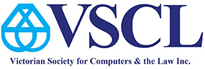 VSCL
Victorian Society for Computers & the Law Inc.